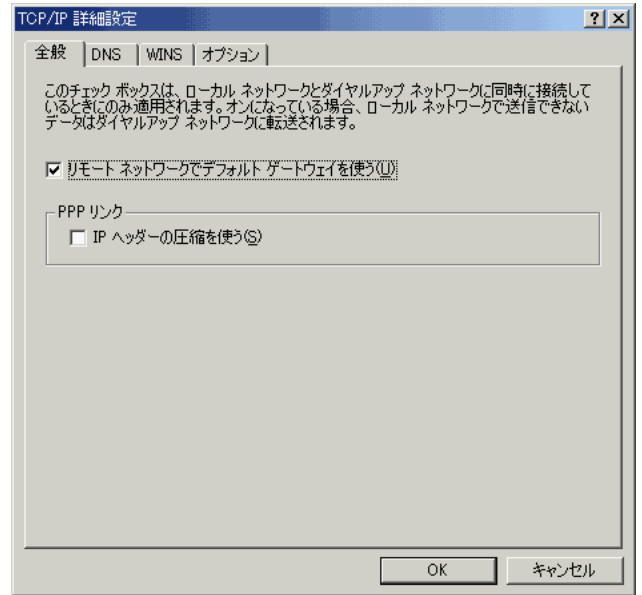 TCP/IP 詳細設定
全般 DNS WINS オプション
このチェック ボックスは、ローカル ネットワークとダイヤルアップ ネットワークに同時に接続して
いるときにのみ適用されます。オンになっている場合、ローカル ネットワークで送信できない
データはダイヤルアップ ネットワークに転送されます。
リモート ネットワークでデフォルト ゲートウェイを使う(U)
PPP リンク
IP ヘッダーの圧縮を使う(S)
OK キャンセル